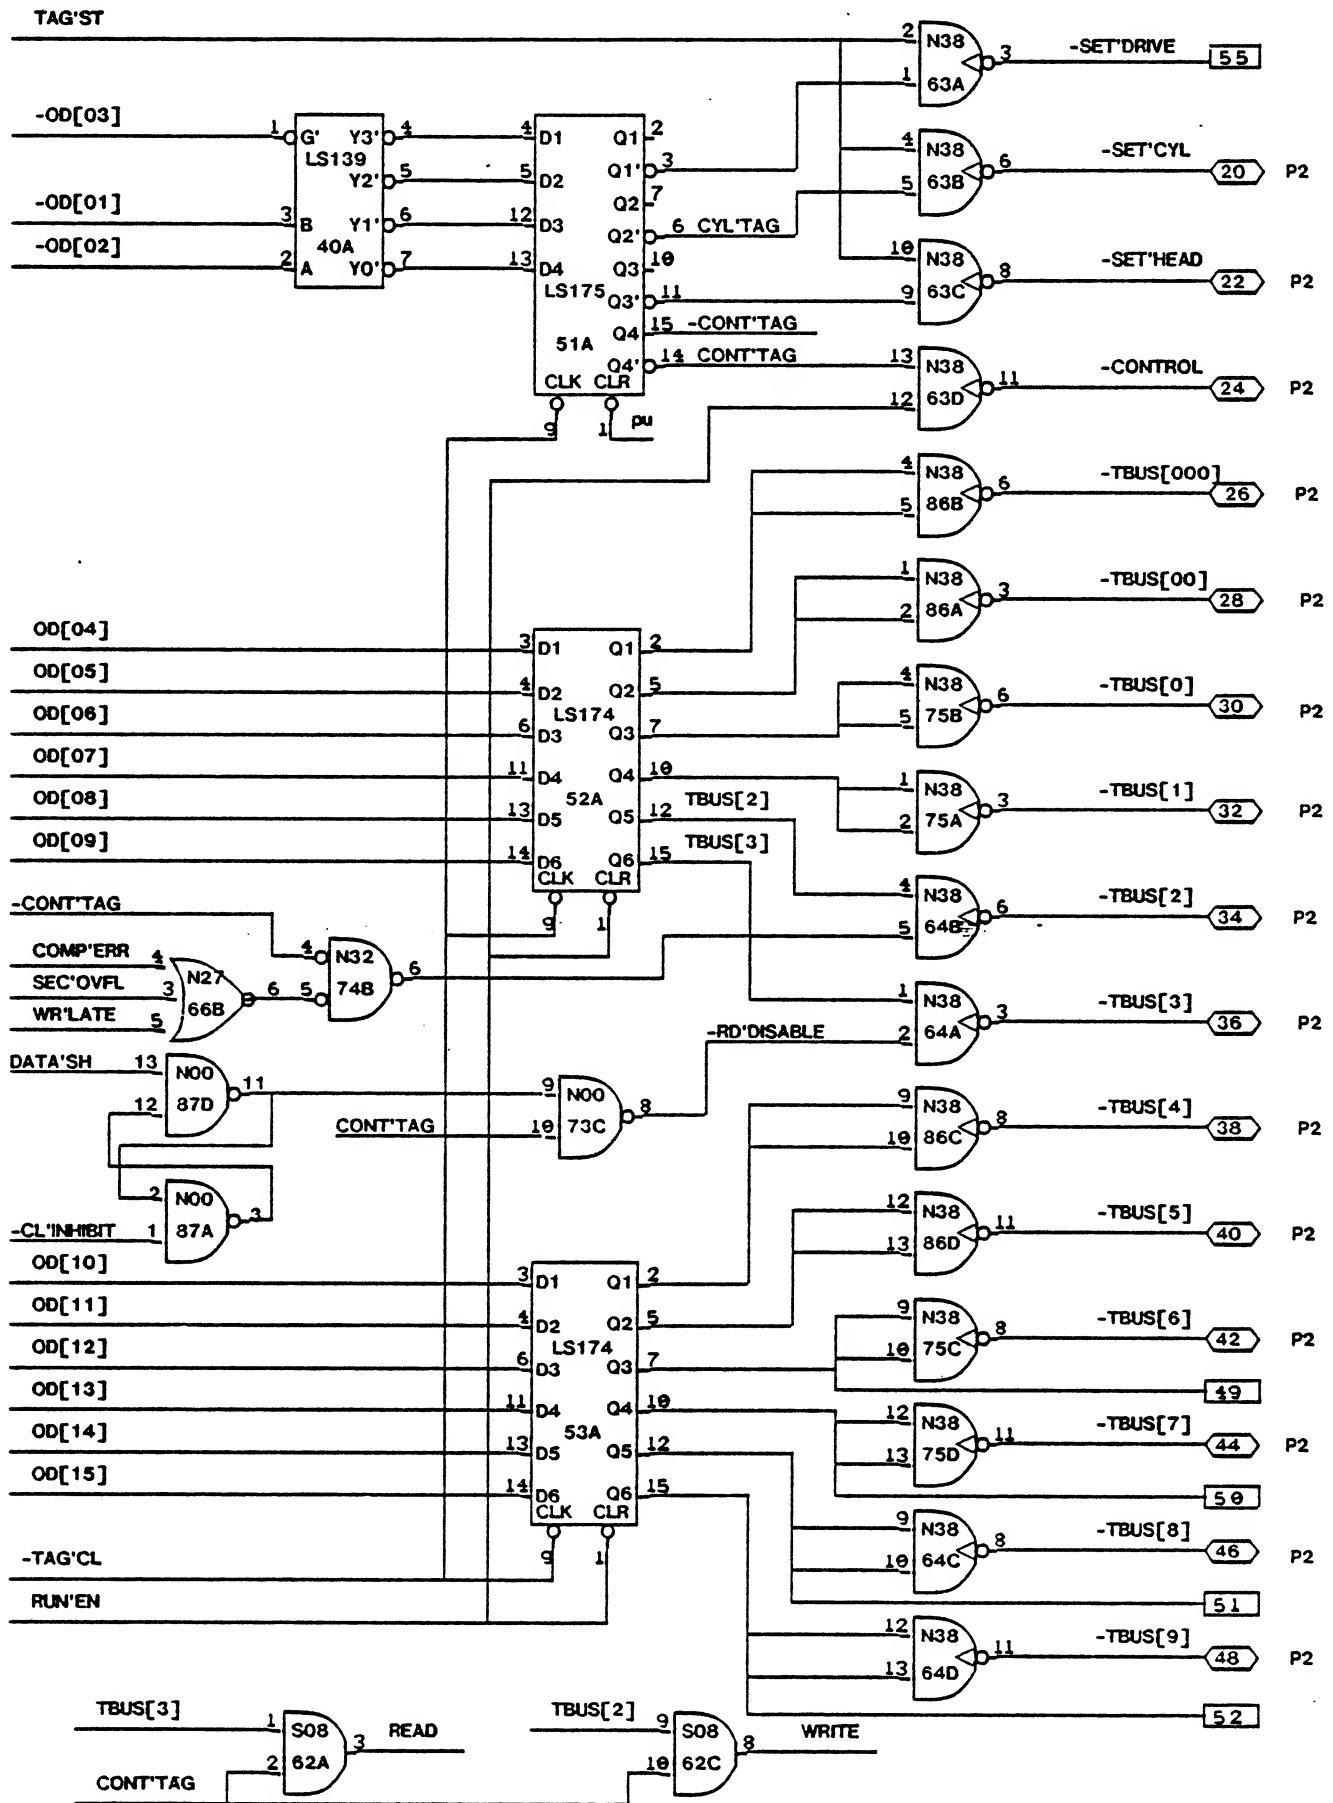 TAG'ST
2 N38 3 -SET'DRIVE 55
1 63A
-OD[03] 1 G' Y3' 4 4 D1 Q1 2
LS139
Y2' 5 5 D2 Q1' 3
4 N38 6 -SET'CYL 20 P2
5 63B
Q2 7
-OD[01] 3 B Y1' 6 12 D3 Q2' 6 CYL'TAG
40A
-OD[02] 2 A Y0' 7 13 D4 Q3 10
10 N38 8 -SET'HEAD 22 P2
9 63C
LS175 Q3' 11
51A Q4 15 -CONT'TAG
Q4' 14 CONT'TAG 13 N38 11 -CONTROL 24 P2
CLK CLR 12 63D
9 1 pu
4 N38 6 -TBUS[000] 26 P2
5 86B
1 N38 3 -TBUS[00] 28 P2
2 86A
OD[04] 3 D1 Q1 2
OD[05] 4 D2 Q2 5
4 N38 6 -TBUS[0] 30 P2
5 75B
OD[06] LS174
6 D3 Q3 7
OD[07] 11 D4 Q4 10
1 N38 3 -TBUS[1] 32 P2
2 75A
OD[08] 52A TBUS[2]
13 D5 Q5 12
OD[09] TBUS[3]
14 D6 Q6 15
CLK CLR
9 1
4 N38 6 -TBUS[2] 34 P2
5 64B
-CONT'TAG
COMP'ERR 4 N27 4 N32 6
SEC'OVFL 3 66B 6 5 74B
WR'LATE 5
1 N38 3 -TBUS[3] 36 P2
-RD'DISABLE 2 64A
DATA'SH 13 N00 11
12 87D
9 N00 8
CONT'TAG 10 73C
9 N38 8 -TBUS[4] 38 P2
10 86C
2 N00 3
-CL'INHIBIT 1 87A
12 N38 11 -TBUS[5] 40 P2
13 86D
OD[10] 3 D1 Q1 2
OD[11] 4 D2 Q2 5
9 N38 8 -TBUS[6] 42 P2
10 75C
OD[12] LS174
6 D3 Q3 7
49
OD[13] 11 D4 Q4 10
12 N38 11 -TBUS[7] 44 P2
13 75D
OD[14] 53A
13 D5 Q5 12
OD[15] 14 D6 Q6 15
50
CLK CLR
9 1
9 N38 8 -TBUS[8] 46 P2
10 64C
-TAG'CL
RUN'EN
51
12 N38 11 -TBUS[9] 48 P2
13 64D
52
TBUS[3] 1 S08 3 READ
2 62A
TBUS[2] 9 S08 8 WRITE
10 62C
CONT'TAG